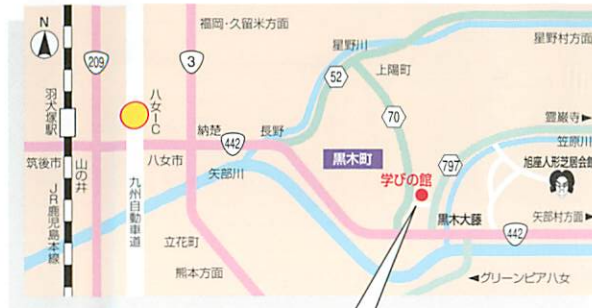 N
福岡・久留米方面
星野川
星野村方面
209
3
52
上陽町
羽犬塚駅
八女IC
70
霊巌寺▶
納楚
442
長野
笠原川
黒木町
797
旭座人形芝居会館
筑後市
山の井
八女市
矢部川
学びの館
JR鹿児島本線
九州自動車道
黒木大藤
矢部村方面
立花町
442
熊本方面
◀グリーンピア八女